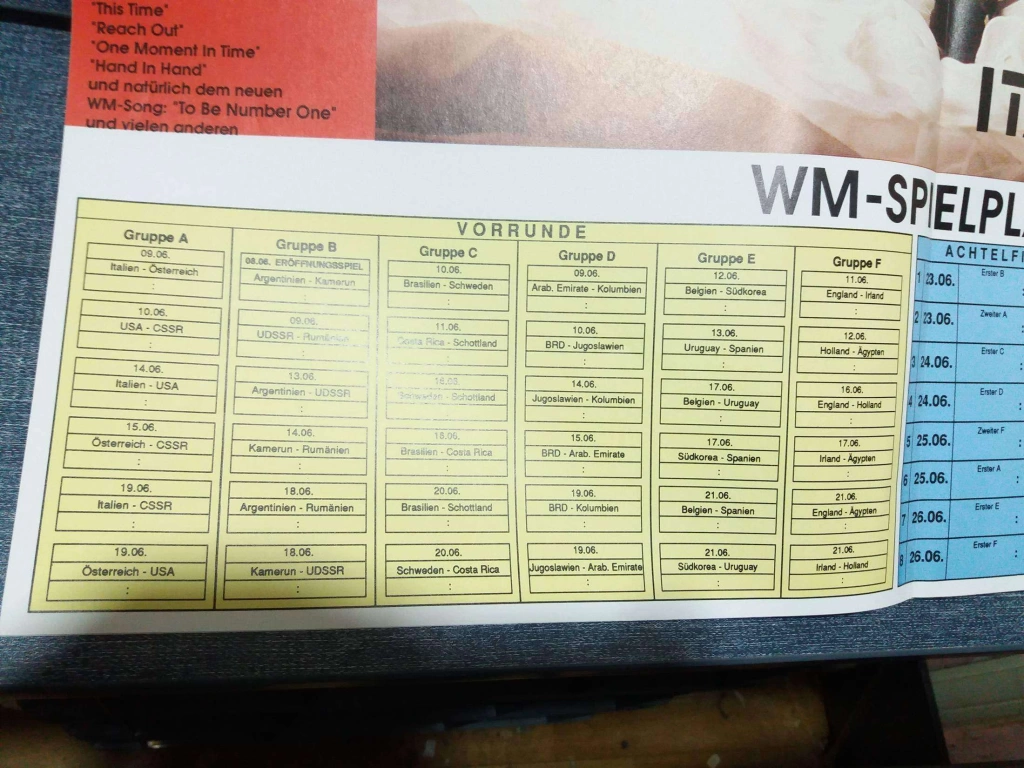 "This Time"
"Reach Out"
"One Moment In Time"
"Hand In Hand"
und natürlich dem neuen
WM-Song: "To Be Number One"
und vielen anderen
WM-SPIELPL
VORRUNDE
Gruppe A
09.06.
Italien - Österreich
:
10.06.
USA - CSSR
:
14.06.
Italien - USA
:
15.06.
Österreich - CSSR
:
19.06.
Italien - CSSR
:
19.06.
Österreich - USA
:
Gruppe B
08.06. ERÖFFNUNGSSPIEL
Argentinien - Kamerun
:
09.06.
UDSSR - Rumänien
:
13.06.
Argentinien - UDSSR
:
14.06.
Kamerun - Rumänien
:
18.06.
Argentinien - Rumänien
:
18.06.
Kamerun - UDSSR
:
Gruppe C
10.06.
Brasilien - Schweden
:
11.06.
Costa Rica - Schottland
:
16.06.
Schweden - Schottland
:
16.06.
Brasilien - Costa Rica
:
20.06.
Brasilien - Schottland
:
20.06.
Schweden - Costa Rica
:
Gruppe D
09.06.
Arab. Emirate - Kolumbien
:
10.06.
BRD - Jugoslawien
:
14.06.
Jugoslawien - Kolumbien
:
15.06.
BRD - Arab. Emirate
:
19.06.
BRD - Kolumbien
:
19.06.
Jugoslawien - Arab. Emirate
:
Gruppe E
12.06.
Belgien - Südkorea
:
13.06.
Uruguay - Spanien
:
17.06.
Belgien - Uruguay
:
17.06.
Südkorea - Spanien
:
21.06.
Belgien - Spanien
:
21.06.
Südkorea - Uruguay
:
Gruppe F
11.06.
England - Irland
:
12.06.
Holland - Ägypten
:
16.06.
England - Holland
:
17.06.
Irland - Ägypten
:
21.06.
England - Ägypten
:
21.06.
Irland - Holland
:
ACHTELFI
1 23.06. Erster B
:
2 23.06. Zweiter A
:
3 24.06. Erster C
:
4 24.06. Erster D
:
5 25.06. Zweiter F
:
6 25.06. Erster A
:
7 26.06. Erster E
:
8 26.06. Erster F
: